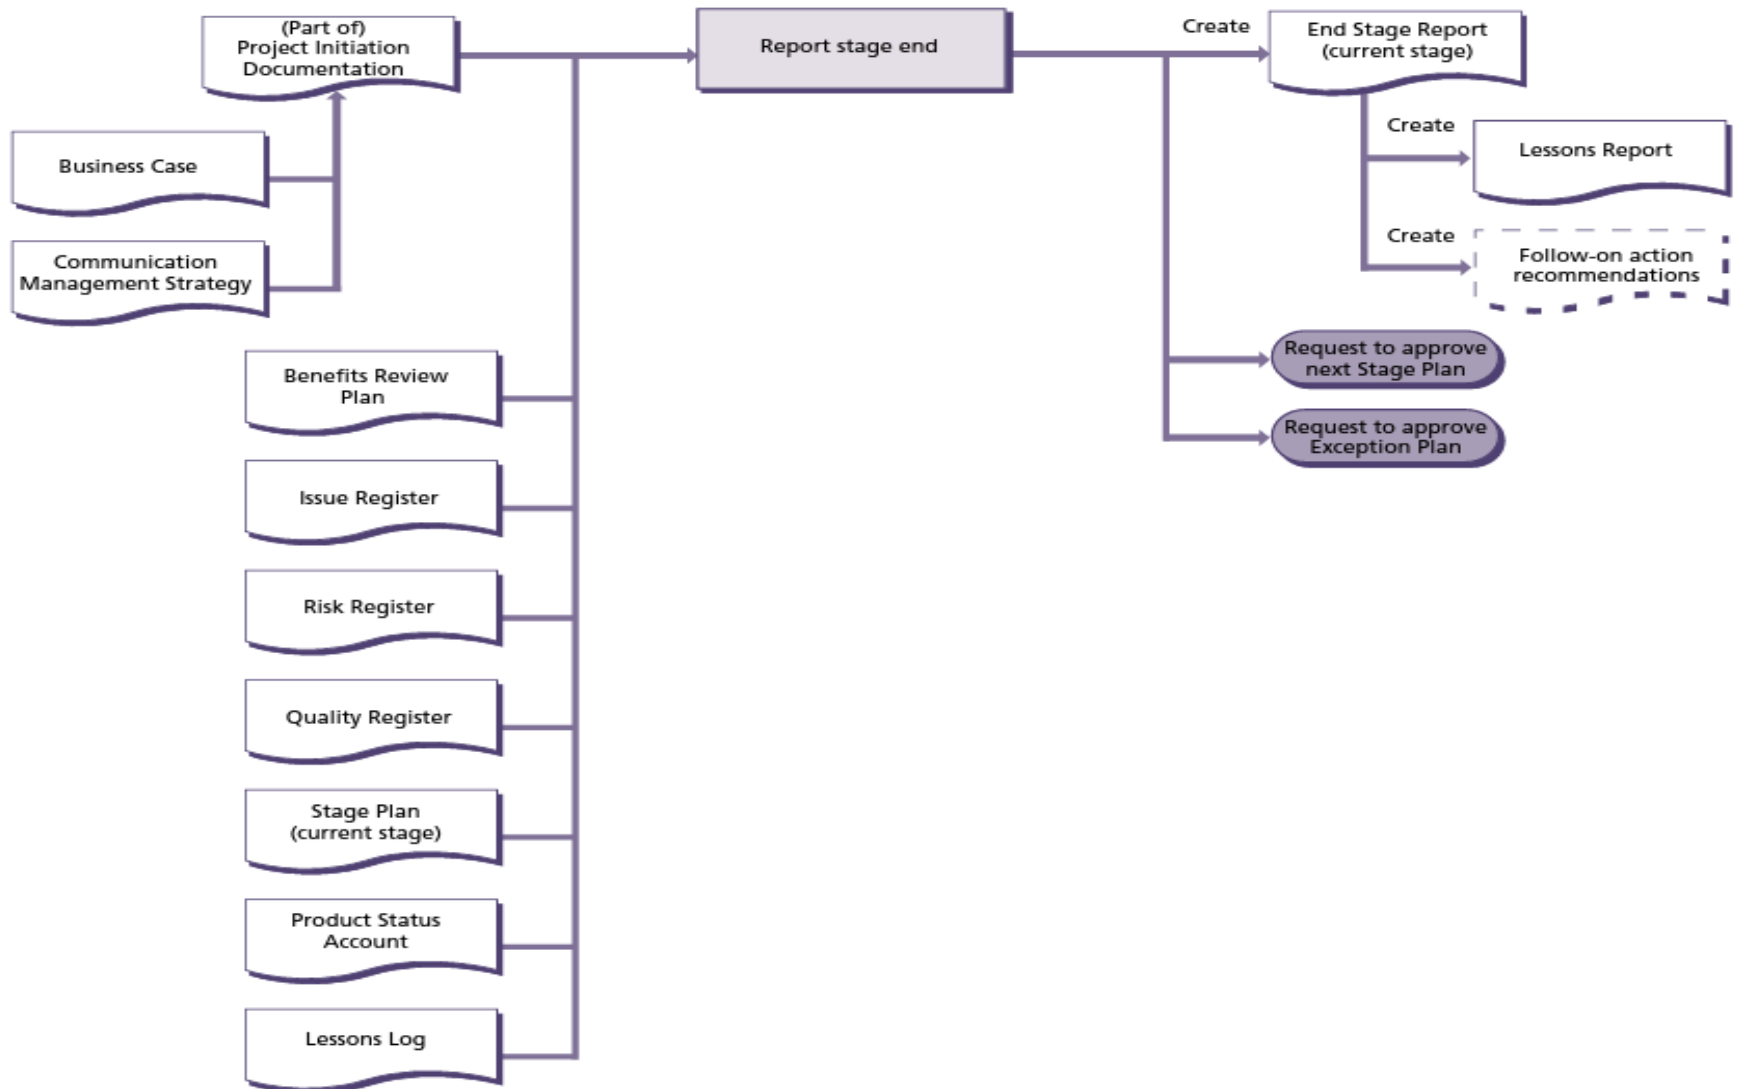 (Part of)
Project Initiation
Documentation
Business Case
Communication
Management Strategy
Benefits Review
Plan
Issue Register
Risk Register
Quality Register
Stage Plan
(current stage)
Product Status
Account
Lessons Log
Report stage end
Create
End Stage Report
(current stage)
Create
Lessons Report
Create
Follow-on action
recommendations
Request to approve
next Stage Plan
Request to approve
Exception Plan